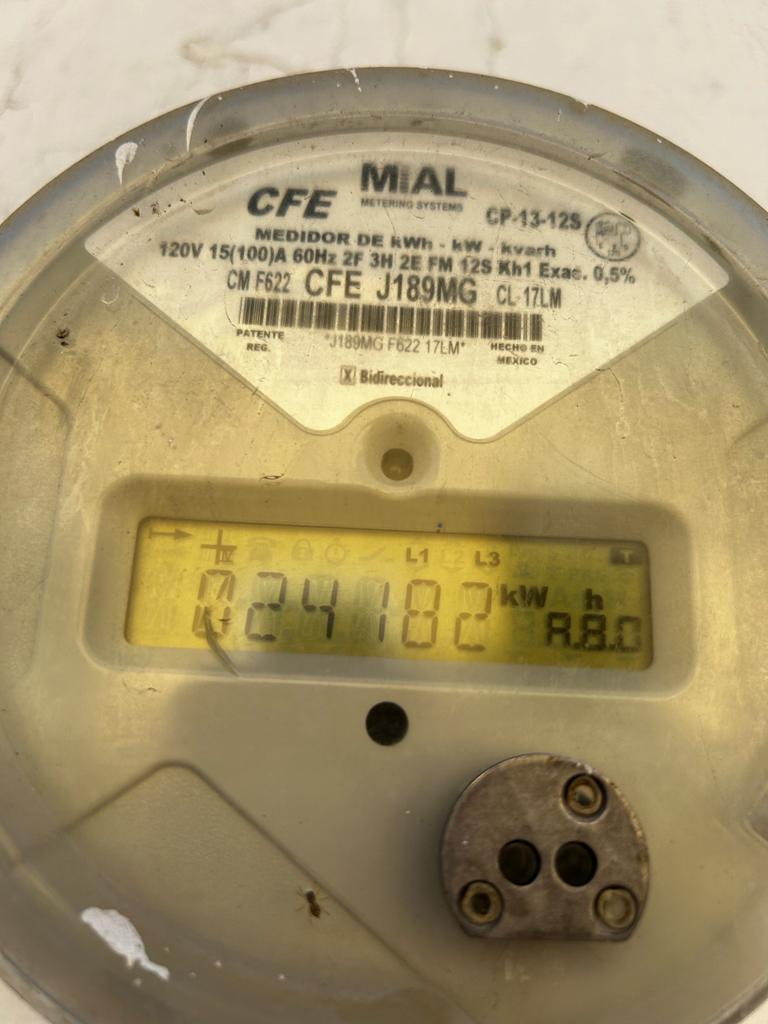 MIAL
METERING SYSTEMS
CFE
CP-13-12S
MEDIDOR DE kWh - kW - kvarh
120V 15(100)A 60Hz 2F 3H 2E FM 12S Kh1 Exac. 0,5%
CM F622 CFE J189MG CL 17LM
PATENTE REG.
*J189MG F622 17LM*
HECHO EN MEXICO
X Bidireccional
L1 L2 L3 T
024182 kW h
R.8.0